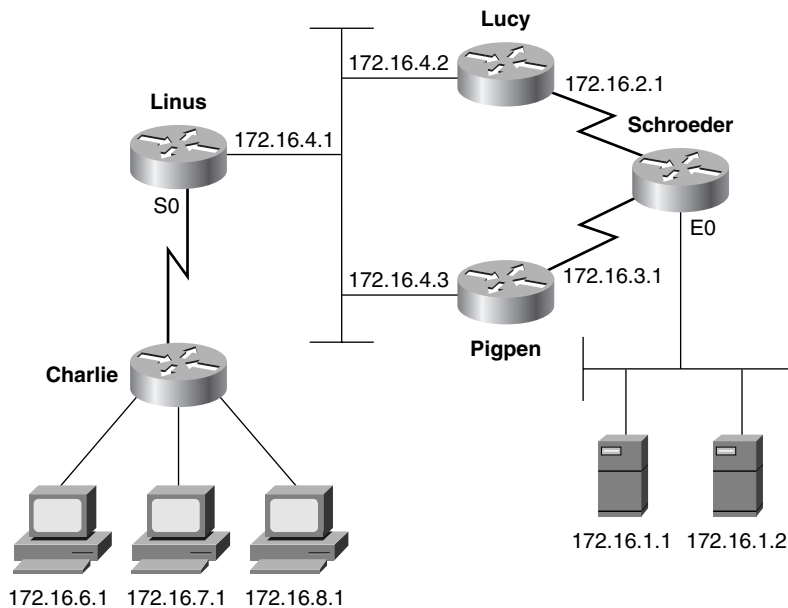 Lucy
172.16.4.2
172.16.2.1
Linus
Schroeder
172.16.4.1
S0
E0
172.16.4.3
172.16.3.1
Pigpen
Charlie
172.16.1.1 172.16.1.2
172.16.6.1 172.16.7.1 172.16.8.1